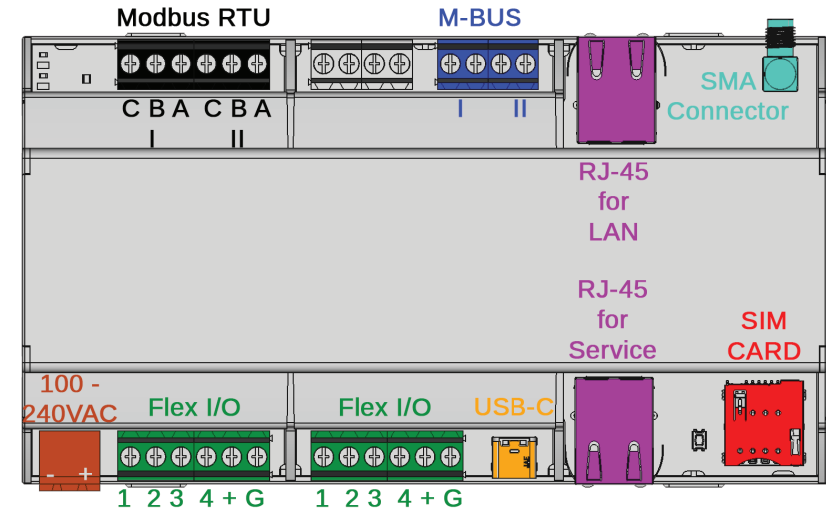 Modbus RTU
M-BUS
SMA
Connector
C B A C B A
I II
I II
RJ-45
for
LAN
RJ-45
for
Service
SIM
CARD
100 -
240VAC
Flex I/O
Flex I/O
USB-C
- +
1 2 3 4 + G
1 2 3 4 + G